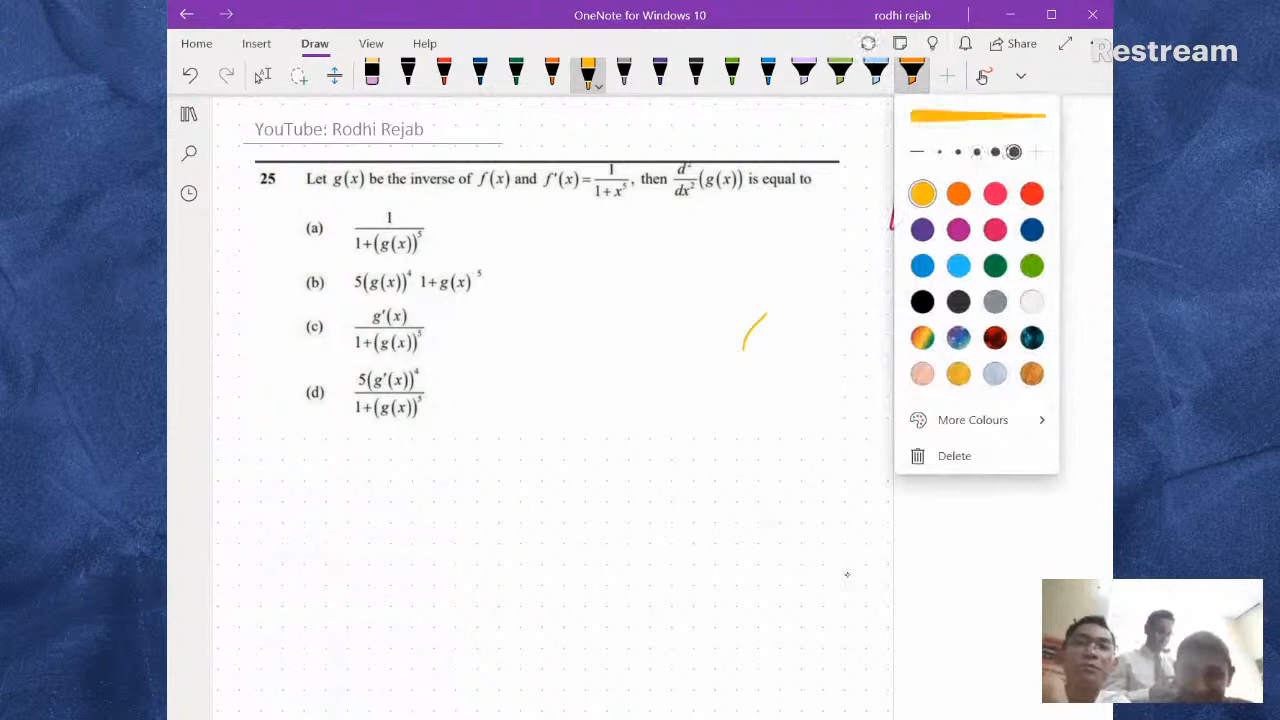 OneNote for Windows 10
rodhi rejab
Restream
Home Insert Draw View Help
Share
YouTube: Rodhi Rejab
25 Let g(x) be the inverse of f(x) and f'(x) = 1/(1+x⁵), then d²/dx² (g(x)) is equal to
(a) 1/(1+(g(x))⁵)
(b) 5(g(x))⁴ 1+g(x) ⁵
(c) g'(x)/(1+(g(x))⁵)
(d) 5(g'(x))⁴/(1+(g(x))⁵)
More Colours
Delete